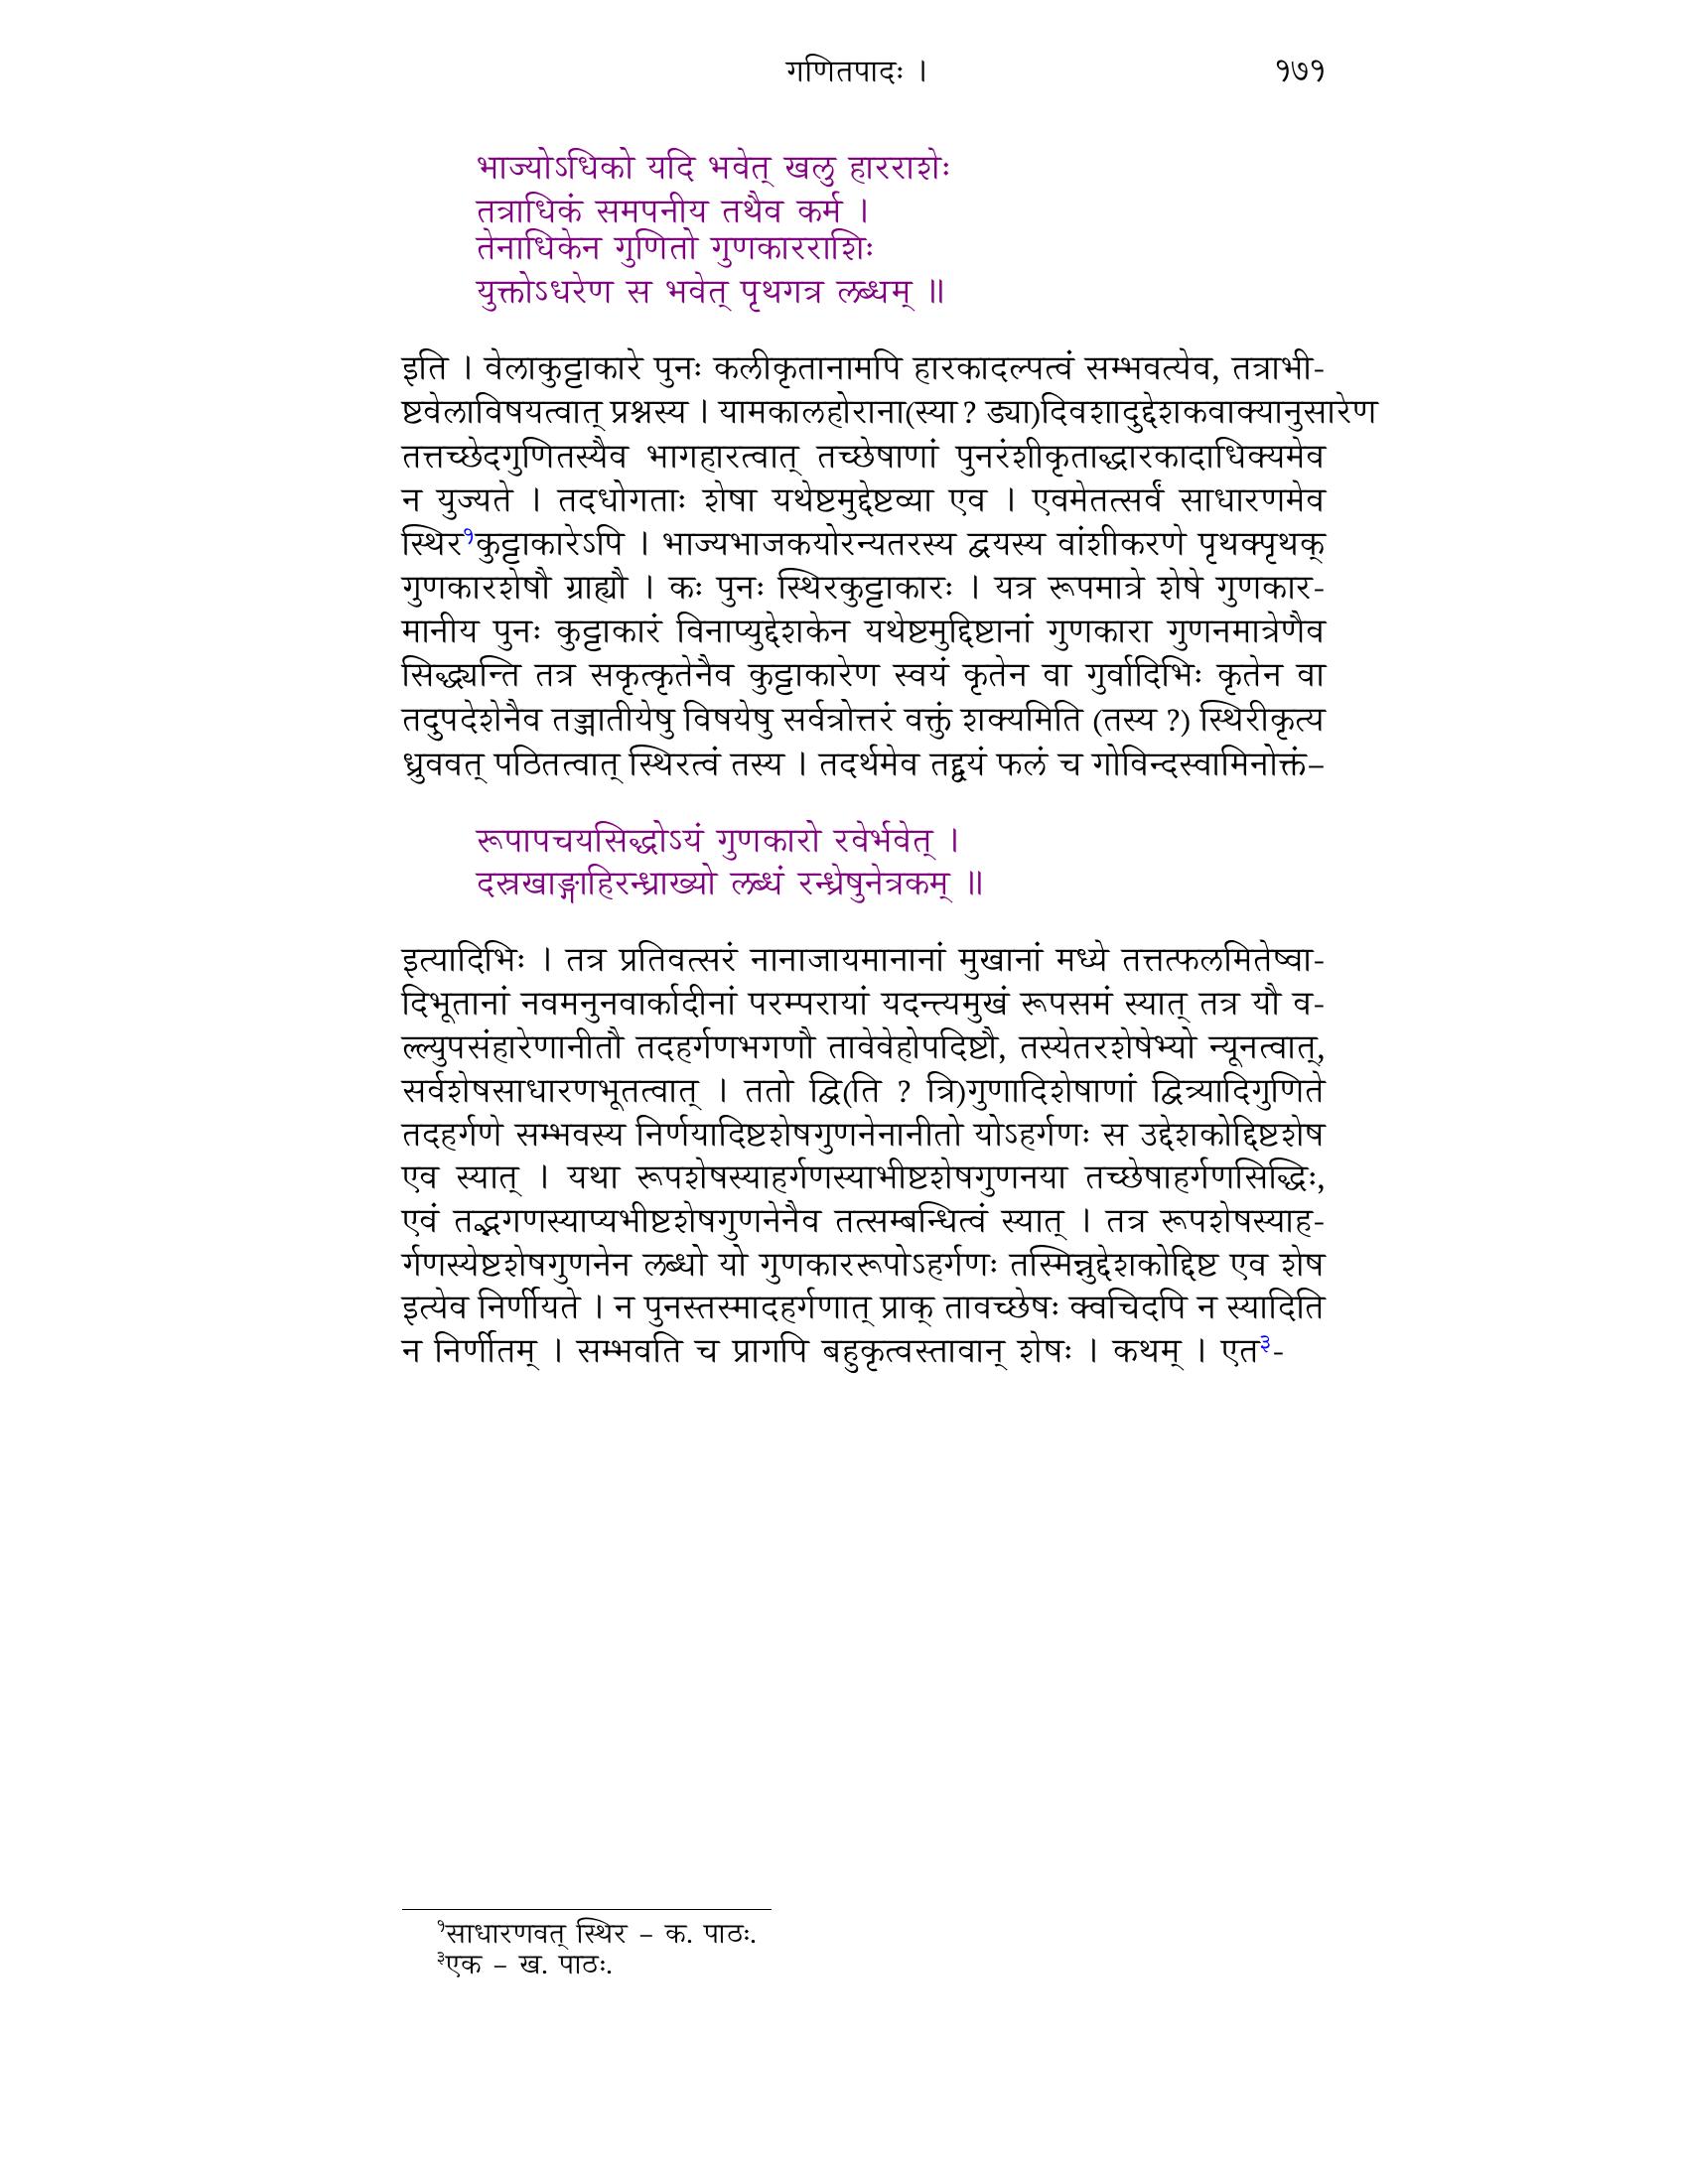 गणितपादः । १७१
भाज्योऽधिको यदि भवेत् खलु हारराशेः
तत्राधिकं समपनीय तथैव कर्म ।
तेनाधिकेन गुणितो गुणकारराशिः
युक्तोऽधरेण स भवेत् पृथगत्र लब्धम् ॥
इति । वेलाकुट्टाकारे पुनः कलीकृतानामपि हारकादल्पत्वं सम्भवत्येव, तत्राभी-
ष्टवेलाविषयत्वात् प्रश्नस्य । यामकालहोराना(स्या ? ड्या)दिवशादुद्देशकवाक्यानुसारेण
तत्तच्छेदगुणितस्यैव भागहारत्वात् तच्छेषाणां पुनरंशीकृताद्धारकादाधिक्यमेव
न युज्यते । तदधोगताः शेषा यथेष्टमुद्देष्टव्या एव । एवमेतत्सर्वं साधारणमेव
स्थिर१कुट्टाकारेऽपि । भाज्यभाजकयोरन्यतरस्य द्वयस्य वांशीकरणे पृथक्पृथक्
गुणकारशेषौ ग्राह्यौ । कः पुनः स्थिरकुट्टाकारः । यत्र रूपमात्रे शेषे गुणकार-
मानीय पुनः कुट्टाकारं विनाप्युद्देशकेन यथेष्टमुद्दिष्टानां गुणकारा गुणनमात्रेणैव
सिद्ध्यन्ति तत्र सकृत्कृतेनैव कुट्टाकारेण स्वयं कृतेन वा गुर्वादिभिः कृतेन वा
तदुपदेशेनैव तज्जातीयेषु विषयेषु सर्वत्रोत्तरं वक्तुं शक्यमिति (तस्य ?) स्थिरीकृत्य
ध्रुववत् पठितत्वात् स्थिरत्वं तस्य । तदर्थमेव तद्द्वयं फलं च गोविन्दस्वामिनोक्तं–
रूपापचयसिद्धोऽयं गुणकारो रवेर्भवेत् ।
दस्रखाङ्गाहिरन्ध्राख्यो लब्धं रन्ध्रेषुनेत्रकम् ॥
इत्यादिभिः । तत्र प्रतिवत्सरं नानाजायमानानां मुखानां मध्ये तत्तत्फलमितेष्वा-
दिभूतानां नवमनुनवार्कादीनां परम्परायां यदन्त्यमुखं रूपसमं स्यात् तत्र यौ व-
ल्ल्युपसंहारेणानीतौ तदहर्गणभगणौ तावेवेहोपदिष्टौ, तस्येतरशेषेभ्यो न्यूनत्वात्,
सर्वशेषसाधारणभूतत्वात् । ततो द्वि(ति ? त्रि)गुणादिशेषाणां द्वित्र्यादिगुणिते
तदहर्गणे सम्भवस्य निर्णयादिष्टशेषगुणनेनानीतो योऽहर्गणः स उद्देशकोद्दिष्टशेष
एव स्यात् । यथा रूपशेषस्याहर्गणस्याभीष्टशेषगुणनया तच्छेषाहर्गणसिद्धिः,
एवं तद्भगणस्याप्यभीष्टशेषगुणनेनैव तत्सम्बन्धित्वं स्यात् । तत्र रूपशेषस्याह-
र्गणस्येष्टशेषगुणनेन लब्धो यो गुणकाररूपोऽहर्गणः तस्मिन्नुद्देशकोद्दिष्ट एव शेष
इत्येव निर्णीयते । न पुनस्तस्मादहर्गणात् प्राक् तावच्छेषः क्वचिदपि न स्यादिति
न निर्णीतम् । सम्भवति च प्रागपि बहुकृत्वस्तावान् शेषः । कथम् । एत३-
१साधारणवत् स्थिर – क. पाठः.
३एक – ख. पाठः.